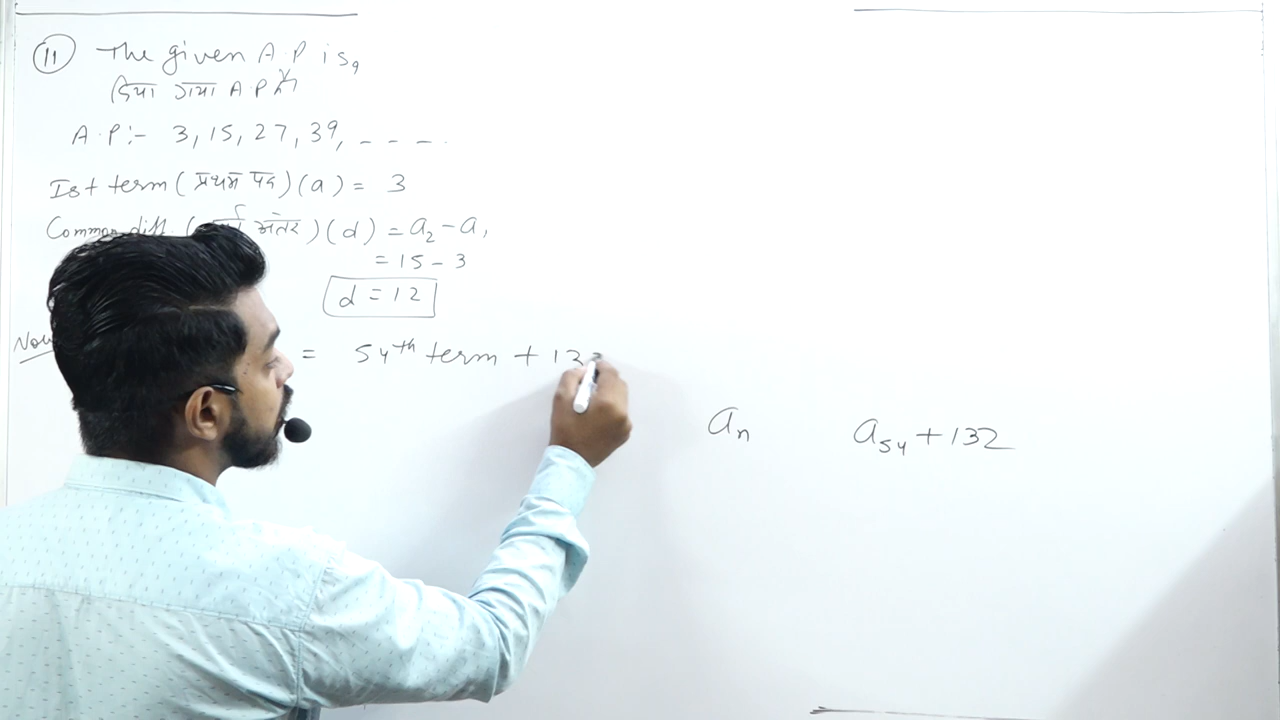 11 The given A.P is,
दिया गया A.P है
A.P:- 3, 15, 27, 39, - - - -
Ist term (प्रथम पद) (a) = 3
Common diff. ( अंतर ) (d) = a₂ - a₁
= 15 - 3
d = 12
Now = 54th term + 132
aₙ a₅₄ + 132